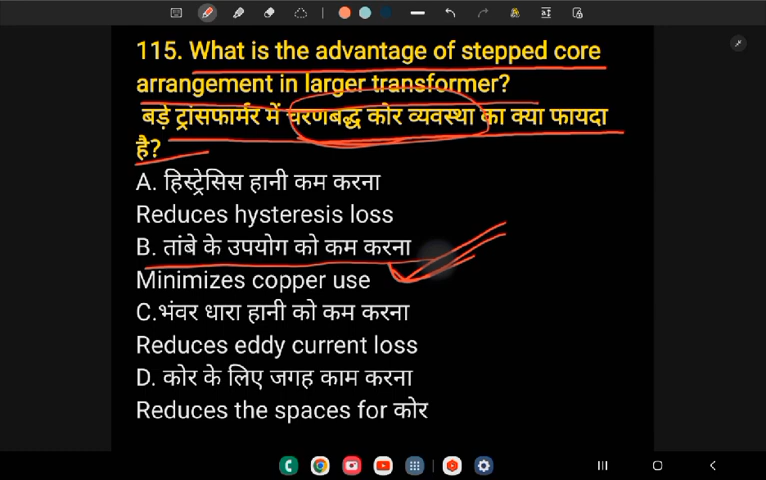 115. What is the advantage of stepped core
arrangement in larger transformer?
बड़े ट्रांसफार्मर में चरणबद्ध कोर व्यवस्था का क्या फायदा
है?
A. हिस्ट्रेसिस हानी कम करना
Reduces hysteresis loss
B. तांबे के उपयोग को कम करना
Minimizes copper use
C.भंवर धारा हानी को कम करना
Reduces eddy current loss
D. कोर के लिए जगह काम करना
Reduces the spaces for कोर